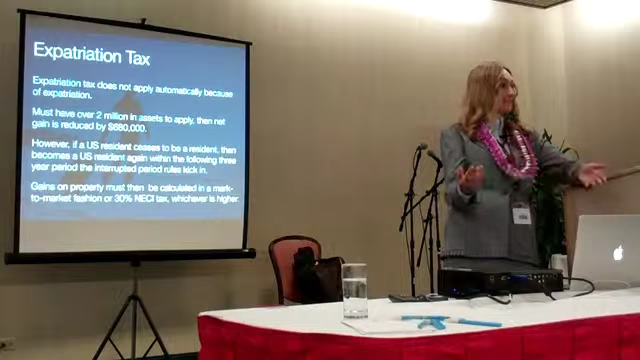 Expatriation Tax
Expatriation tax does not apply automatically because
of expatriation.
Must have over 2 million in assets to apply, then net
gain is reduced by $680,000.
However, if a US resident ceases to be a resident, then
becomes a US resident again within the following three
year period the interrupted period rules kick in.
Gains on property must then be calculated in a mark-
to-market fashion or 30% NECI tax, whichever is higher.